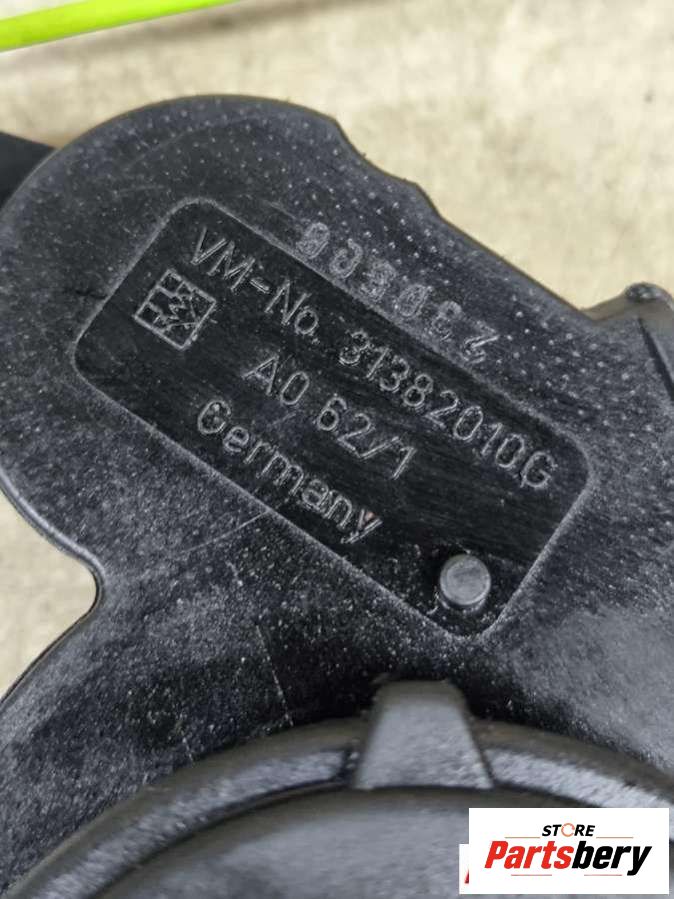 VM-No. 31382010G
A0 62/1
Germany
STORE
Partsbery